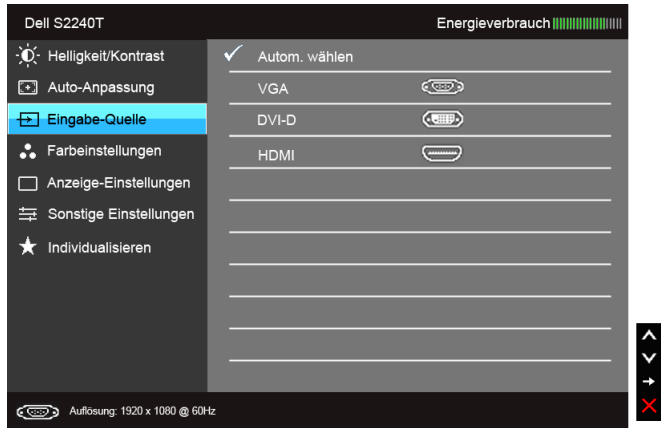 Dell S2240T
Energieverbrauch
Helligkeit/Kontrast
Autom. wählen
Auto-Anpassung
VGA
Eingabe-Quelle
DVI-D
Farbeinstellungen
HDMI
Anzeige-Einstellungen
Sonstige Einstellungen
Individualisieren
Auflösung: 1920 x 1080 @ 60Hz